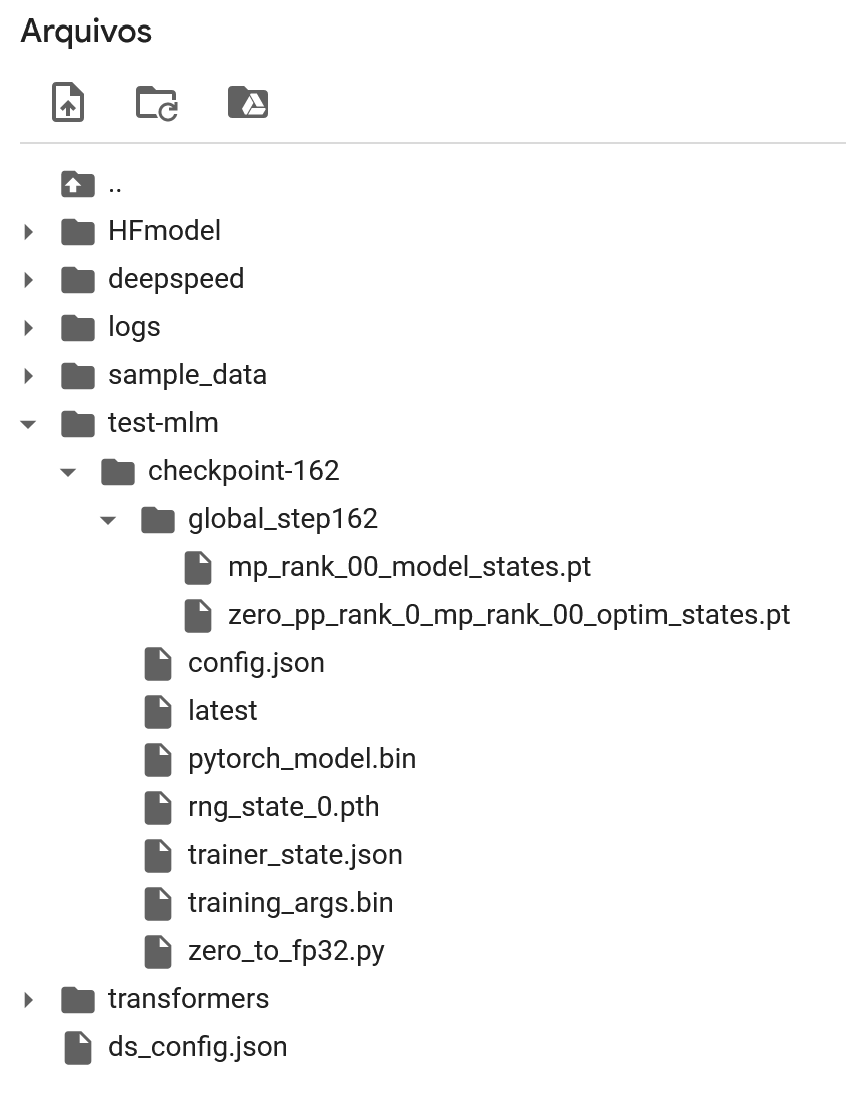 Arquivos
..
HFmodel
deepspeed
logs
sample_data
test-mlm
checkpoint-162
global_step162
mp_rank_00_model_states.pt
zero_pp_rank_0_mp_rank_00_optim_states.pt
config.json
latest
pytorch_model.bin
rng_state_0.pth
trainer_state.json
training_args.bin
zero_to_fp32.py
transformers
ds_config.json